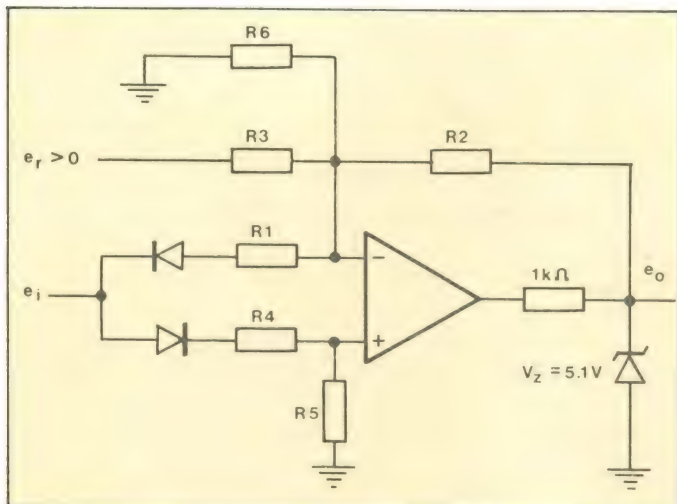 R6
R3
R2
e_r > 0
R1
e_i
−
1kΩ
e_o
R4
+
V_z = 5.1V
R5